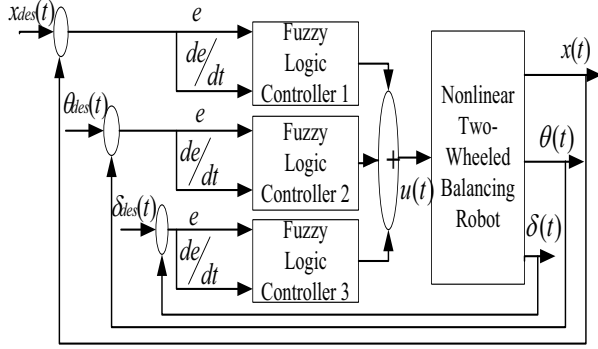 xdes(t)
e
de/dt
Fuzzy
Logic
Controller 1
θdes(t)
e
de/dt
Fuzzy
Logic
Controller 2
δdes(t)
e
de/dt
Fuzzy
Logic
Controller 3
+
u(t)
Nonlinear
Two-
Wheeled
Balancing
Robot
x(t)
θ(t)
δ(t)